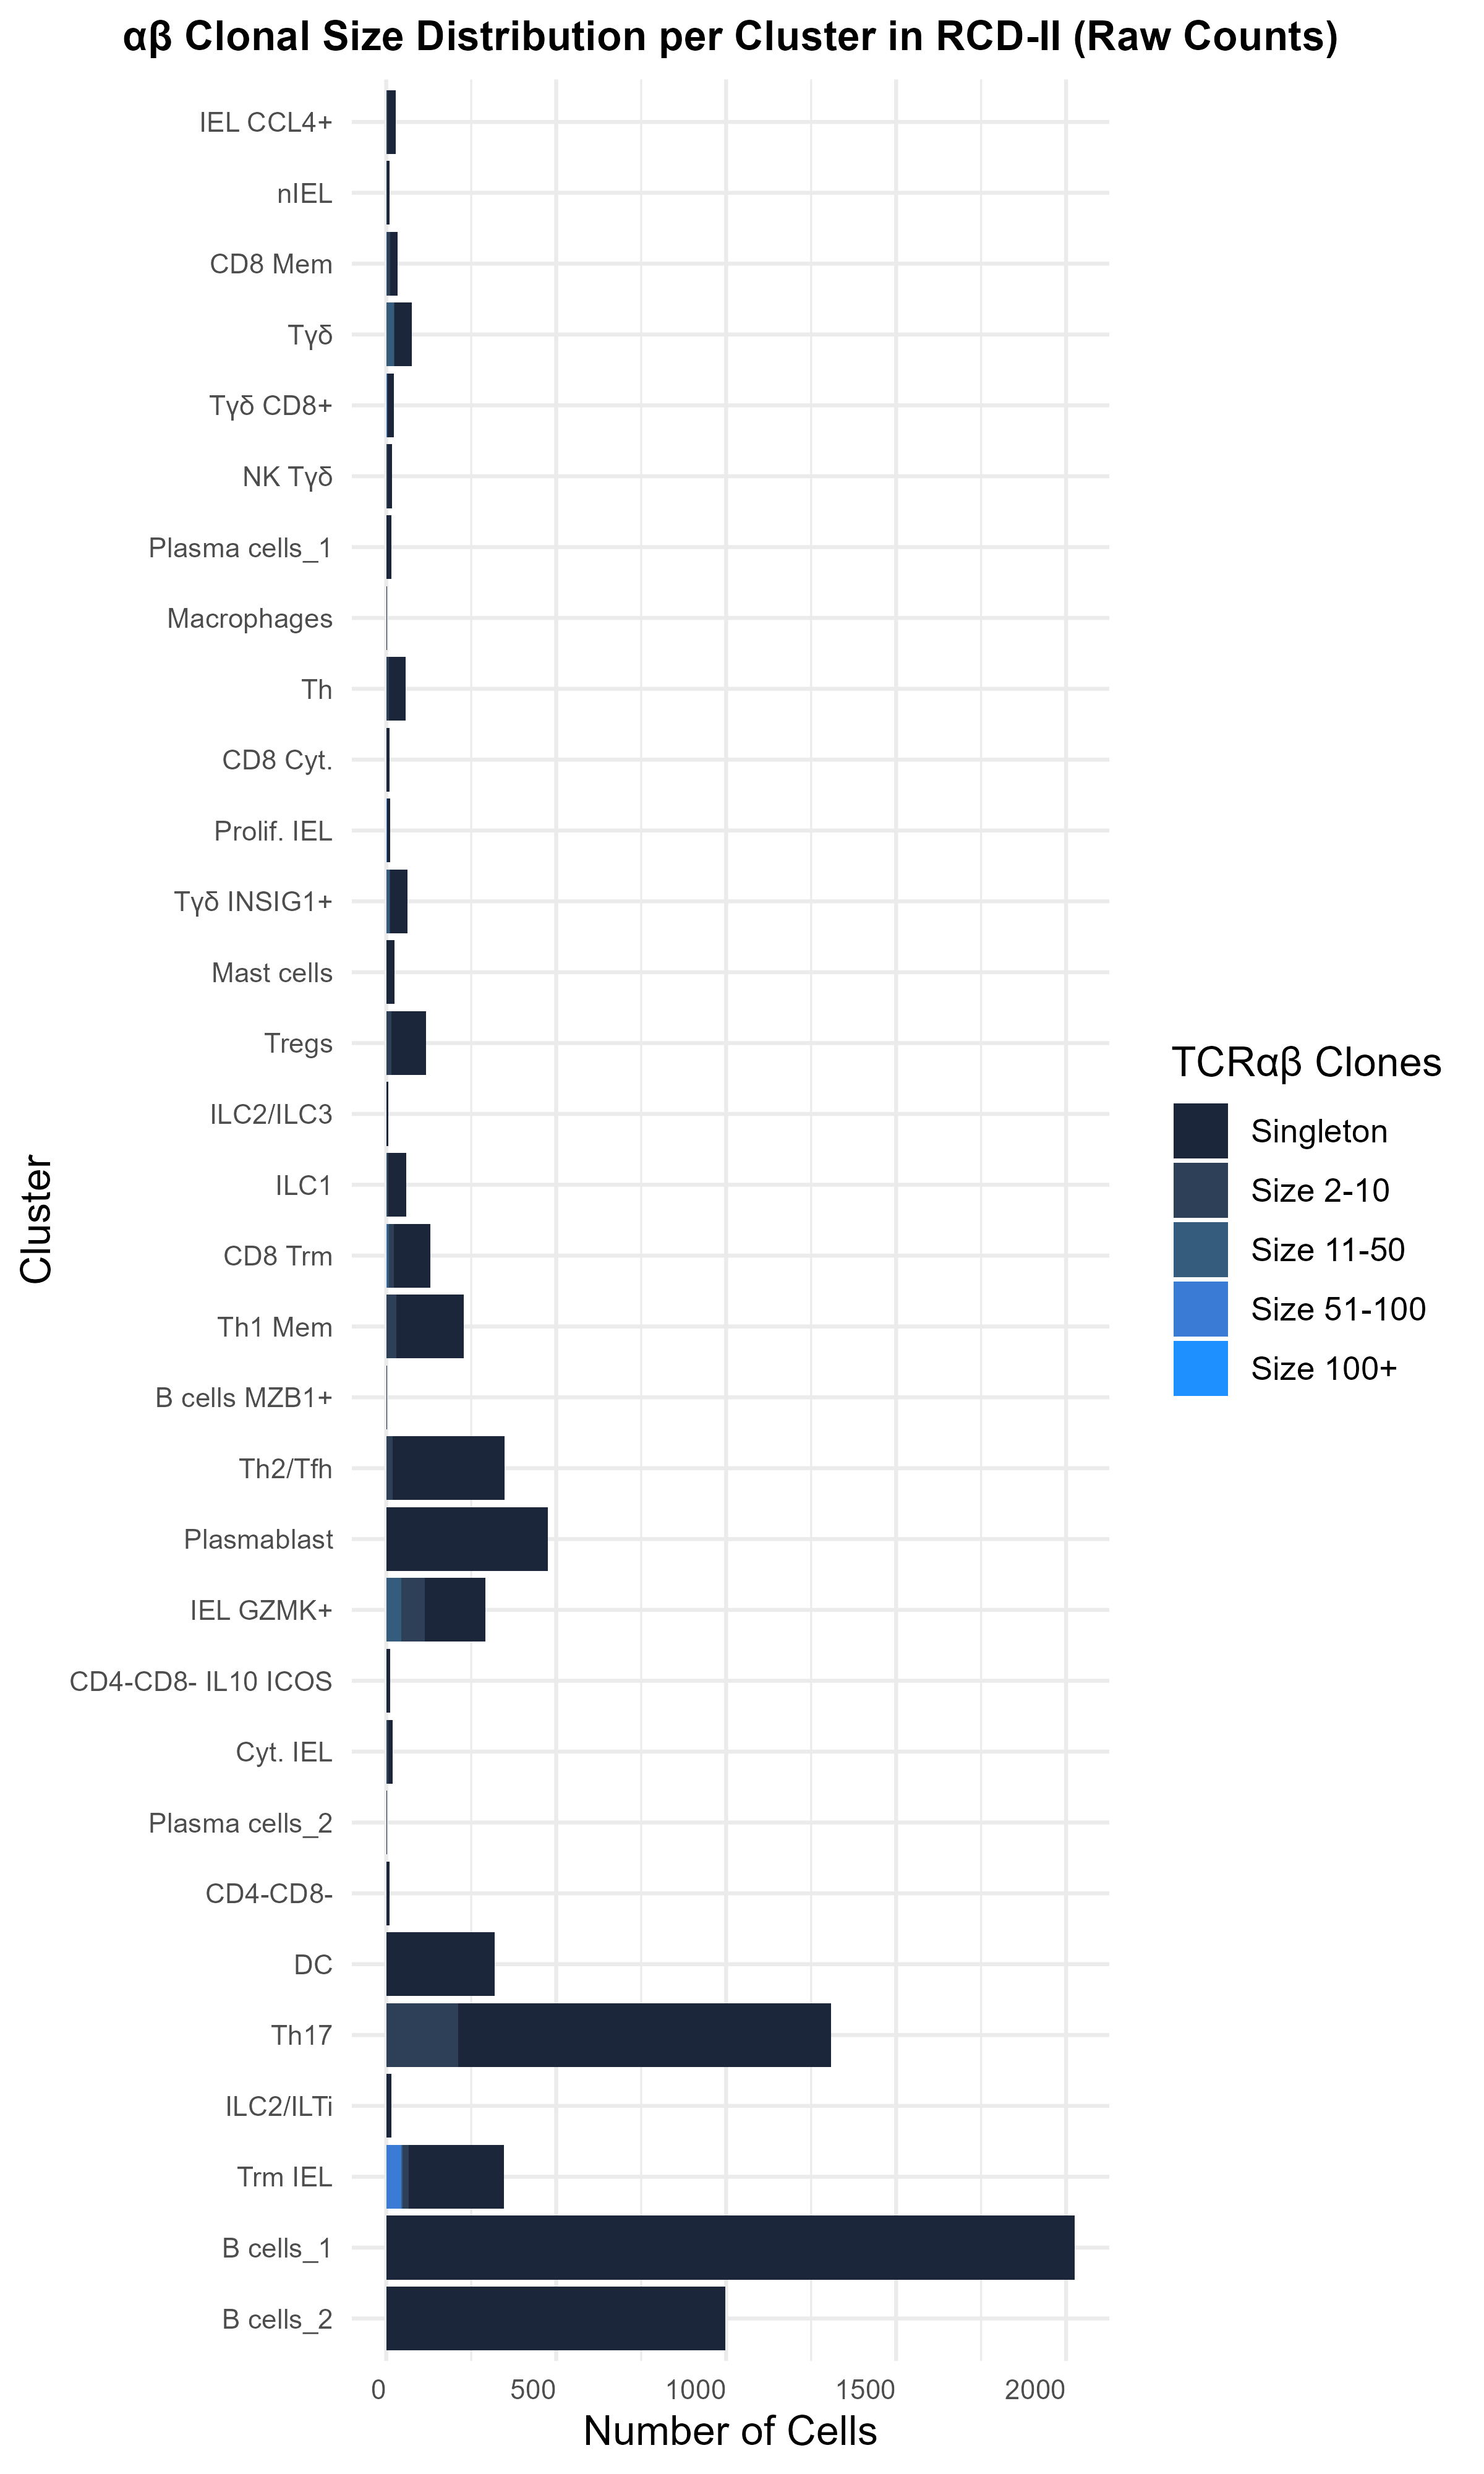 αβ Clonal Size Distribution per Cluster in RCD-II (Raw Counts)
Cluster
IEL CCL4+
nIEL
CD8 Mem
Tγδ
Tγδ CD8+
NK Tγδ
Plasma cells_1
Macrophages
Th
CD8 Cyt.
Prolif. IEL
Tγδ INSIG1+
Mast cells
Tregs
ILC2/ILC3
ILC1
CD8 Trm
Th1 Mem
B cells MZB1+
Th2/Tfh
Plasmablast
IEL GZMK+
CD4-CD8- IL10 ICOS
Cyt. IEL
Plasma cells_2
CD4-CD8-
DC
Th17
ILC2/ILTi
Trm IEL
B cells_1
B cells_2
0 500 1000 1500 2000
Number of Cells
TCRαβ Clones
Singleton
Size 2-10
Size 11-50
Size 51-100
Size 100+